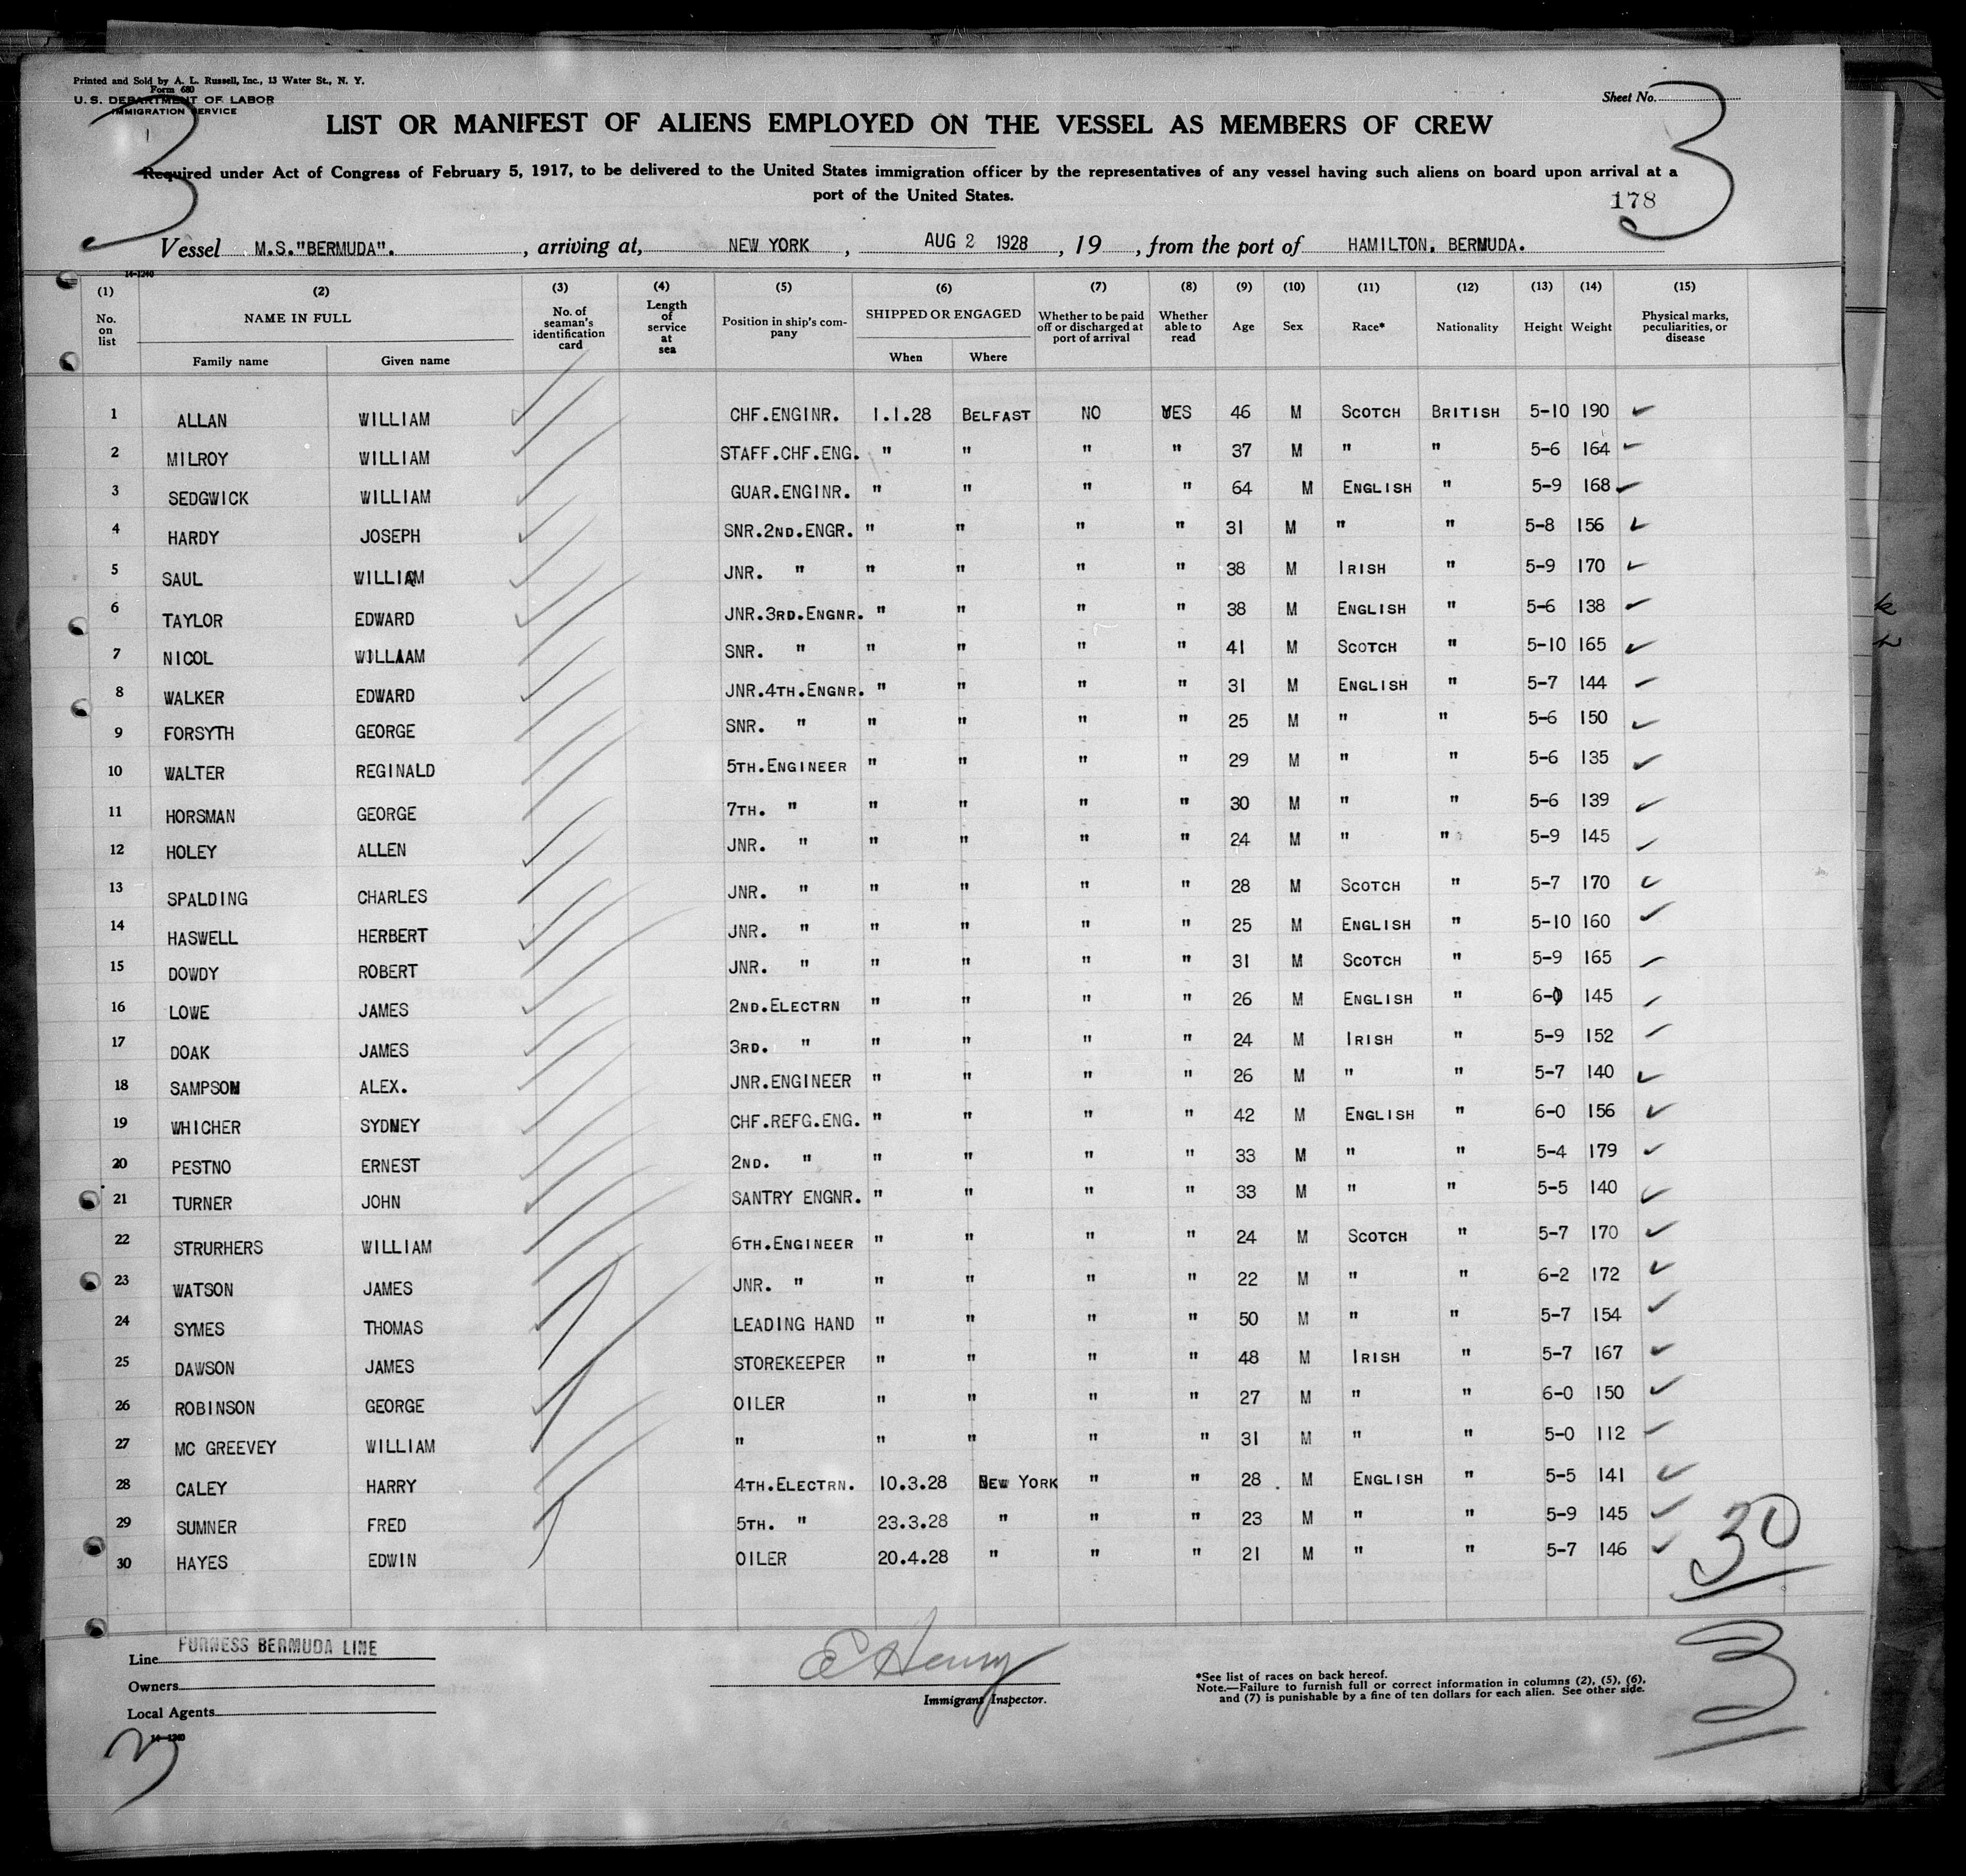 Printed and Sold by A. L. Russell, Inc., 13 Water St., N. Y.
Form 680
U. S. DEPARTMENT OF LABOR
IMMIGRATION SERVICE
3
Sheet No.
3
LIST OR MANIFEST OF ALIENS EMPLOYED ON THE VESSEL AS MEMBERS OF CREW
Required under Act of Congress of February 5, 1917, to be delivered to the United States immigration officer by the representatives of any vessel having such aliens on board upon arrival at a
port of the United States.
178
Vessel M.S."BERMUDA". , arriving at, NEW YORK , AUG 2 1928 , 19 , from the port of HAMILTON, BERMUDA.
14-1240
(1) No. on list (2) NAME IN FULL Family name Given name (3) No. of seaman's identification card (4) Length of service at sea (5) Position in ship's company (6) SHIPPED OR ENGAGED When Where (7) Whether to be paid off or discharged at port of arrival (8) Whether able to read (9) Age (10) Sex (11) Race* (12) Nationality (13) Height (14) Weight (15) Physical marks, peculiarities, or disease
1 ALLAN WILLIAM CHF.ENGINR. 1.1.28 BELFAST NO YES 46 M SCOTCH BRITISH 5-10 190
2 MILROY WILLIAM STAFF.CHF.ENG. " " " " 37 M " " 5-6 164
3 SEDGWICK WILLIAM GUAR.ENGINR. " " " " 64 M ENGLISH " 5-9 168
4 HARDY JOSEPH SNR.2ND.ENGR. " " " " 31 M " " 5-8 156
5 SAUL WILLIAM JNR. " " " " " 38 M IRISH " 5-9 170
6 TAYLOR EDWARD JNR.3RD.ENGNR. " " " " 38 M ENGLISH " 5-6 138
7 NICOL WILLAAM SNR. " " " " " 41 M SCOTCH " 5-10 165
8 WALKER EDWARD JNR.4TH.ENGNR. " " " " 31 M ENGLISH " 5-7 144
9 FORSYTH GEORGE SNR. " " " " " 25 M " " 5-6 150
10 WALTER REGINALD 5TH.ENGINEER " " " " 29 M " " 5-6 135
11 HORSMAN GEORGE 7TH. " " " " " 30 M " " 5-6 139
12 HOLEY ALLEN JNR. " " " " " 24 M " " 5-9 145
13 SPALDING CHARLES JNR. " " " " " 28 M SCOTCH " 5-7 170
14 HASWELL HERBERT JNR. " " " " " 25 M ENGLISH " 5-10 160
15 DOWDY ROBERT JNR. " " " " " 31 M SCOTCH " 5-9 165
16 LOWE JAMES 2ND.ELECTRN " " " " 26 M ENGLISH " 6-0 145
17 DOAK JAMES 3RD. " " " " " 24 M IRISH " 5-9 152
18 SAMPSON ALEX. JNR.ENGINEER " " " " 26 M " " 5-7 140
19 WHICHER SYDNEY CHF.REFG.ENG. " " " " 42 M ENGLISH " 6-0 156
20 PESTNO ERNEST 2ND. " " " " " 33 M " " 5-4 179
21 TURNER JOHN SANTRY ENGNR. " " " " 33 M " " 5-5 140
22 STRURHERS WILLIAM 6TH.ENGINEER " " " " 24 M SCOTCH " 5-7 170
23 WATSON JAMES JNR. " " " " " 22 M " " 6-2 172
24 SYMES THOMAS LEADING HAND " " " " 50 M " " 5-7 154
25 DAWSON JAMES STOREKEEPER " " " " 48 M IRISH " 5-7 167
26 ROBINSON GEORGE OILER " " " " 27 M " " 6-0 150
27 MC GREEVEY WILLIAM " " " " " 31 M " " 5-0 112
28 CALEY HARRY 4TH.ELECTRN. 10.3.28 NEW YORK " " 28 M ENGLISH " 5-5 141
29 SUMNER FRED 5TH. " 23.3.28 " " " 23 M " " 5-9 145
30 HAYES EDWIN OILER 20.4.28 " " " 21 M " " 5-7 146
30
3
Line FURNESS BERMUDA LINE
Owners
Local Agents
14-1240
E Henry
Immigrant Inspector.
*See list of races on back hereof.
Note.—Failure to furnish full or correct information in columns (2), (5), (6),
and (7) is punishable by a fine of ten dollars for each alien. See other side.